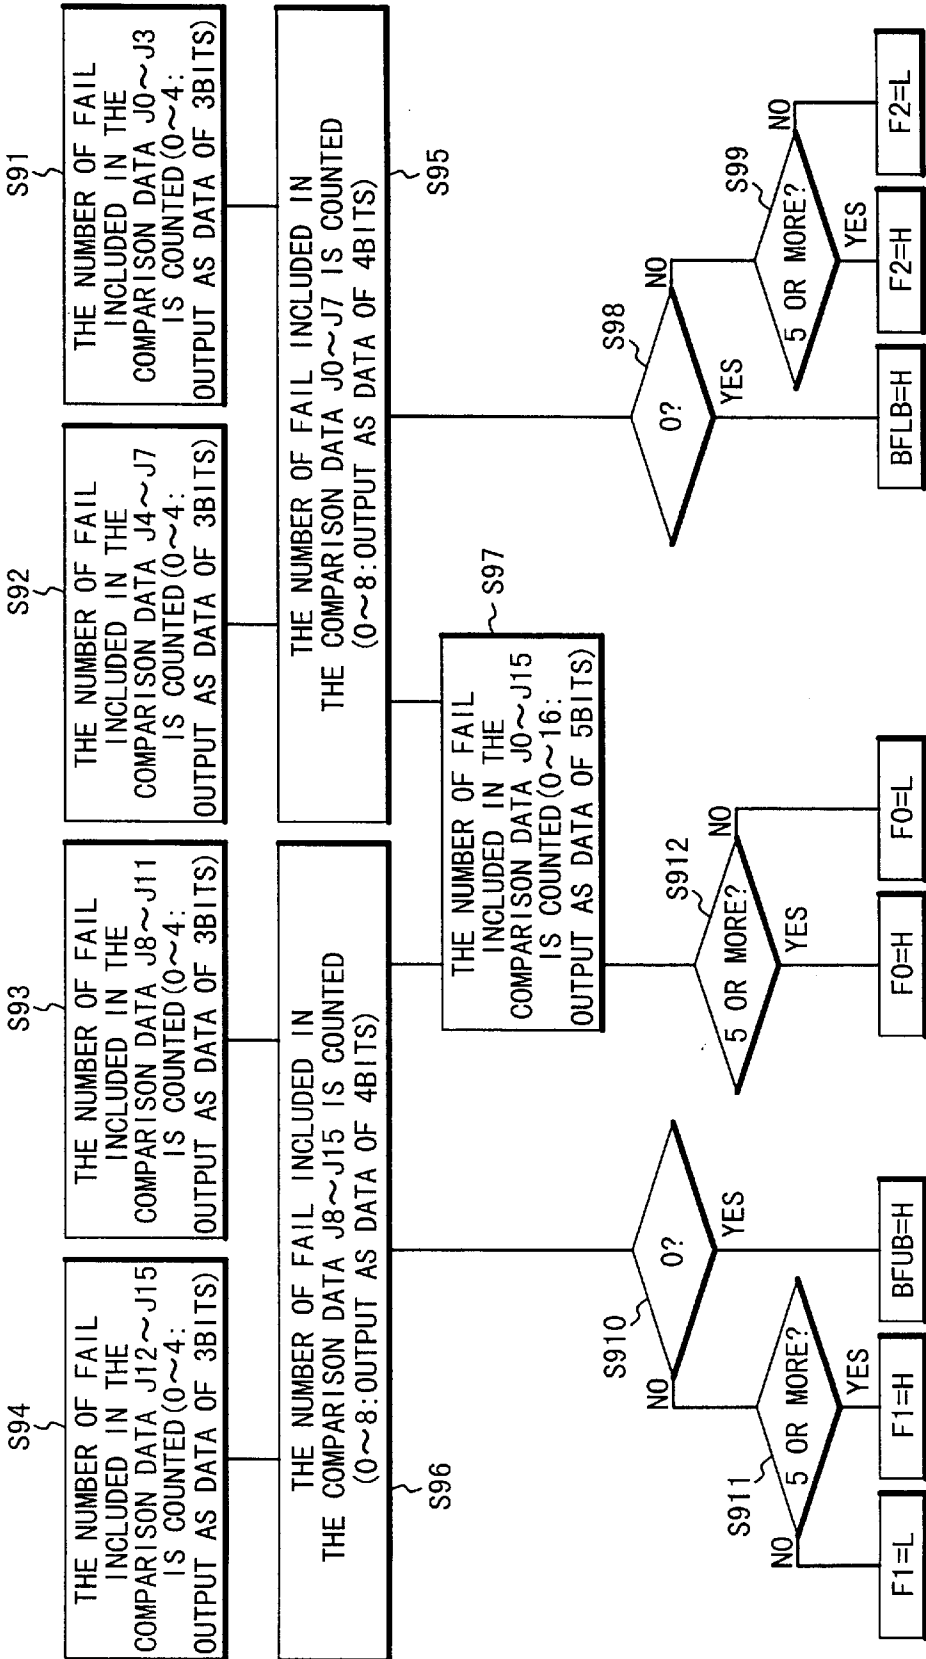 S94
THE NUMBER OF FAIL
INCLUDED IN THE
COMPARISON DATA J12~J15
IS COUNTED(0~4:
OUTPUT AS DATA OF 3BITS)
S93
THE NUMBER OF FAIL
INCLUDED IN THE
COMPARISON DATA J8~J11
IS COUNTED(0~4:
OUTPUT AS DATA OF 3BITS)
S92
THE NUMBER OF FAIL
INCLUDED IN THE
COMPARISON DATA J4~J7
IS COUNTED(0~4:
OUTPUT AS DATA OF 3BITS)
S91
THE NUMBER OF FAIL
INCLUDED IN THE
COMPARISON DATA J0~J3
IS COUNTED(0~4:
OUTPUT AS DATA OF 3BITS)
THE NUMBER OF FAIL INCLUDED IN
THE COMPARISON DATA J8~J15 IS COUNTED
(0~8:OUTPUT AS DATA OF 4BITS)
S96
THE NUMBER OF FAIL INCLUDED IN
THE COMPARISON DATA J0~J7 IS COUNTED
(0~8:OUTPUT AS DATA OF 4BITS)
S95
S97
THE NUMBER OF FAIL
INCLUDED IN THE
COMPARISON DATA J0~J15
IS COUNTED(0~16:
OUTPUT AS DATA OF 5BITS)
S910
0?
NO
YES
S911
5 OR MORE?
NO
YES
F1=L
F1=H
BFUB=H
S912
5 OR MORE?
NO
YES
F0=H
F0=L
S98
0?
NO
YES
S99
5 OR MORE?
NO
YES
BFLB=H
F2=H
F2=L